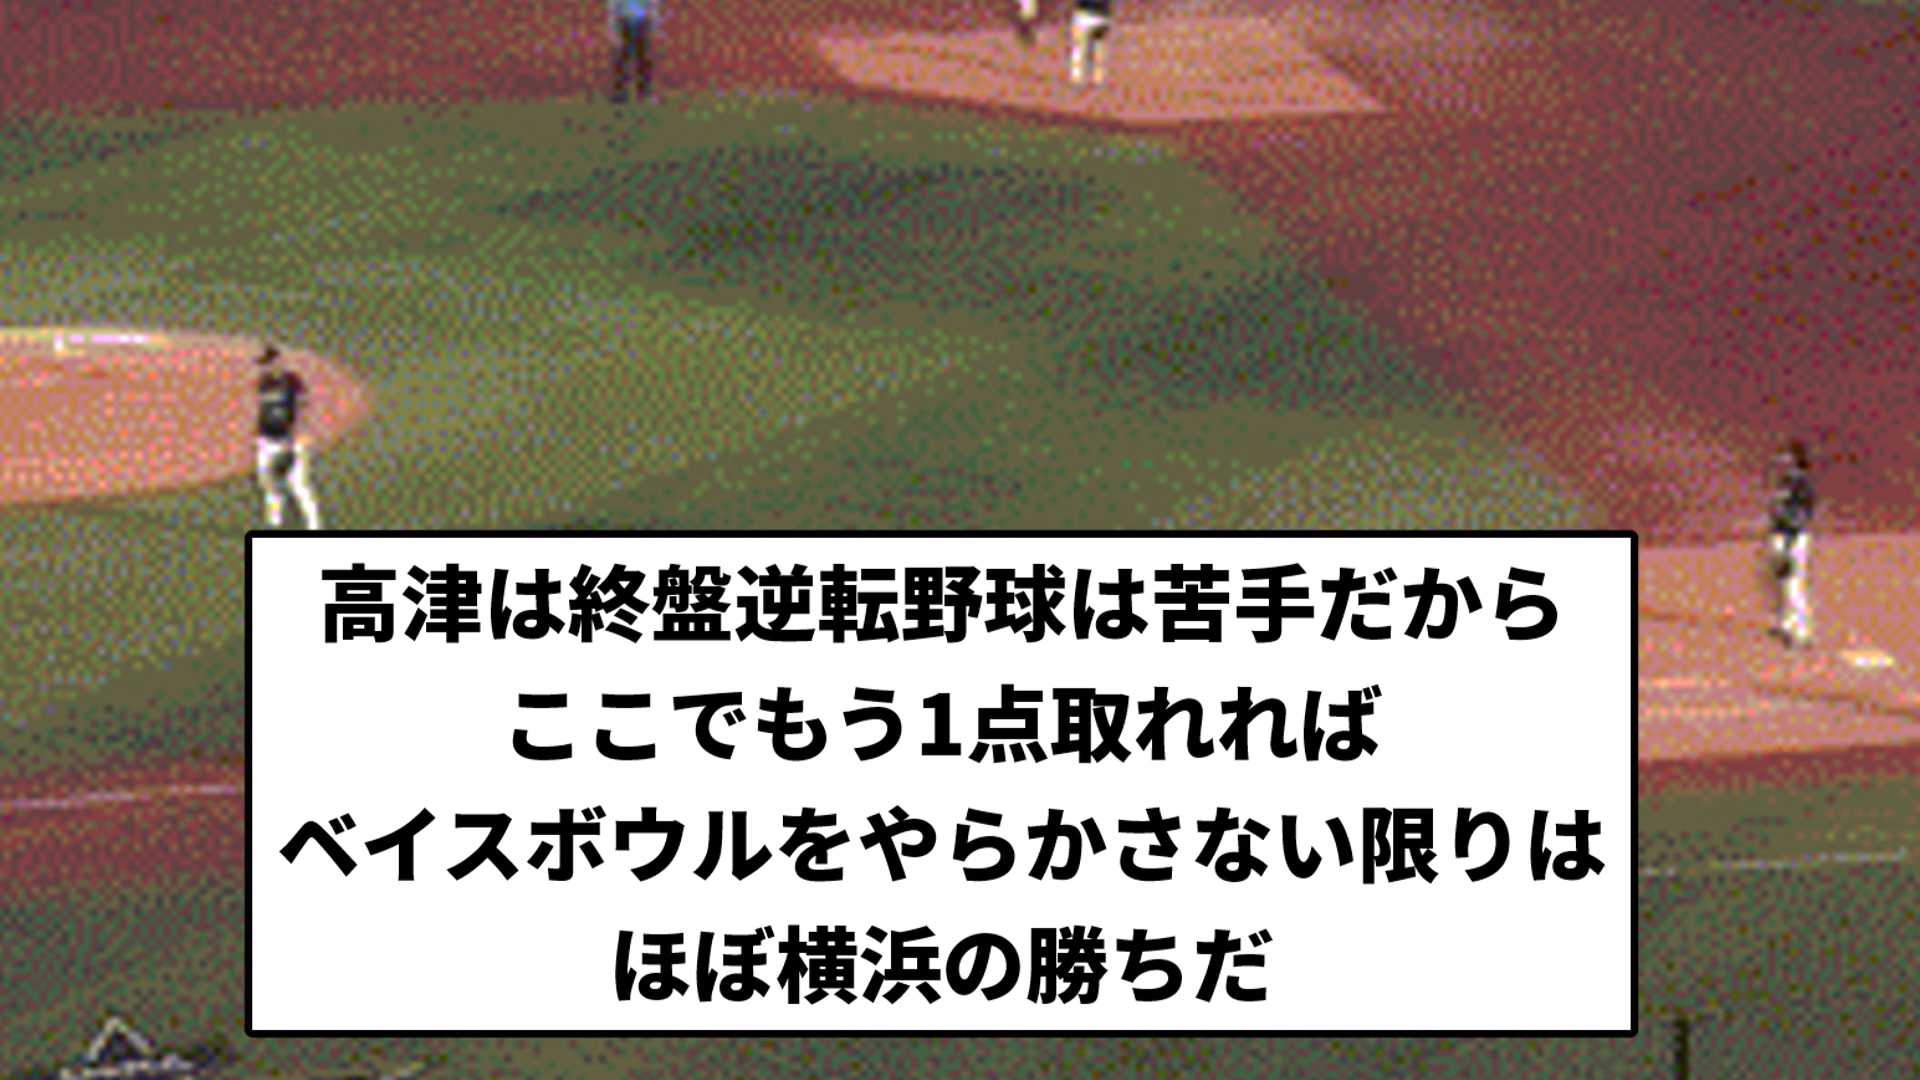 高津は終盤逆転野球は苦手だから
ここでもう1点取れれば
ベイスボウルをやらかさない限りは
ほぼ横浜の勝ちだ